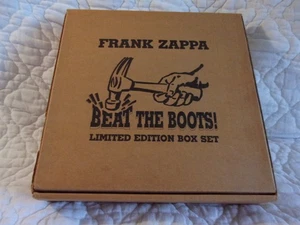 FRANK ZAPPA
BEAT THE BOOTS!
LIMITED EDITION BOX SET